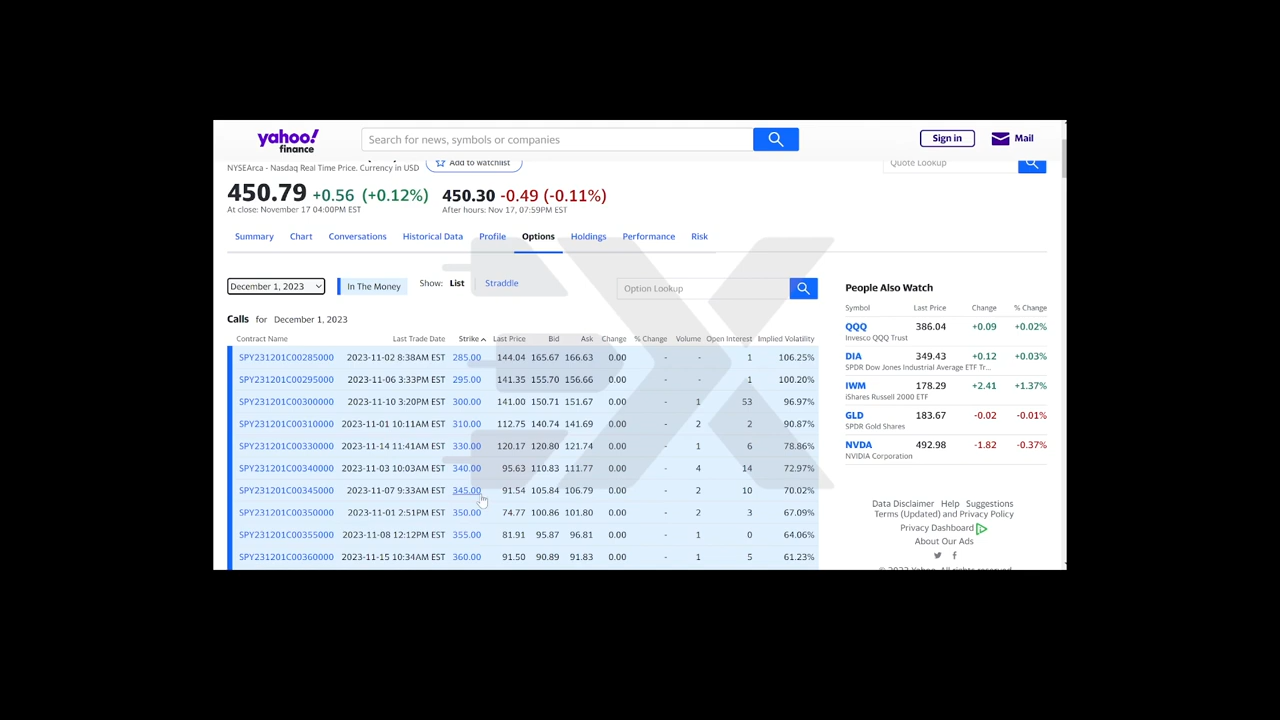 yahoo!
finance
Search for news, symbols or companies
Sign in
Mail
NYSEArca - Nasdaq Real Time Price. Currency in USD
Add to watchlist
Quote Lookup
450.79 +0.56 (+0.12%) 450.30 -0.49 (-0.11%)
At close: November 17 04:00PM EST
After hours: Nov 17, 07:59PM EST
Summary Chart Conversations Historical Data Profile Options Holdings Performance Risk
December 1, 2023
In The Money
Show: List Straddle
Option Lookup
Calls for December 1, 2023
Contract Name Last Trade Date Strike Last Price Bid Ask Change % Change Volume Open Interest Implied Volatility
SPY231201C00285000 2023-11-02 8:38AM EST 285.00 144.04 165.67 166.63 0.00 - - 1 106.25%
SPY231201C00295000 2023-11-06 3:33PM EST 295.00 141.35 155.70 156.66 0.00 - - 1 100.20%
SPY231201C00300000 2023-11-10 3:20PM EST 300.00 141.00 150.71 151.67 0.00 - 1 53 96.97%
SPY231201C00310000 2023-11-01 10:11AM EST 310.00 112.75 140.74 141.69 0.00 - 2 2 90.87%
SPY231201C00330000 2023-11-14 11:41AM EST 330.00 120.17 120.80 121.74 0.00 - 1 6 78.86%
SPY231201C00340000 2023-11-03 10:03AM EST 340.00 95.63 110.83 111.77 0.00 - 4 14 72.97%
SPY231201C00345000 2023-11-07 9:33AM EST 345.00 91.54 105.84 106.79 0.00 - 2 10 70.02%
SPY231201C00350000 2023-11-01 2:51PM EST 350.00 74.77 100.86 101.80 0.00 - 2 3 67.09%
SPY231201C00355000 2023-11-08 12:12PM EST 355.00 81.91 95.87 96.81 0.00 - 1 0 64.06%
SPY231201C00360000 2023-11-15 10:34AM EST 360.00 91.50 90.89 91.83 0.00 - 1 5 61.23%
People Also Watch
Symbol Last Price Change % Change
QQQ 386.04 +0.09 +0.02%
Invesco QQQ Trust
DIA 349.43 +0.12 +0.03%
SPDR Dow Jones Industrial Average ETF Tr...
IWM 178.29 +2.41 +1.37%
iShares Russell 2000 ETF
GLD 183.67 -0.02 -0.01%
SPDR Gold Shares
NVDA 492.98 -1.82 -0.37%
NVIDIA Corporation
Data Disclaimer Help Suggestions
Terms (Updated) and Privacy Policy
Privacy Dashboard
About Our Ads
© 2023 Yahoo. All rights reserved.